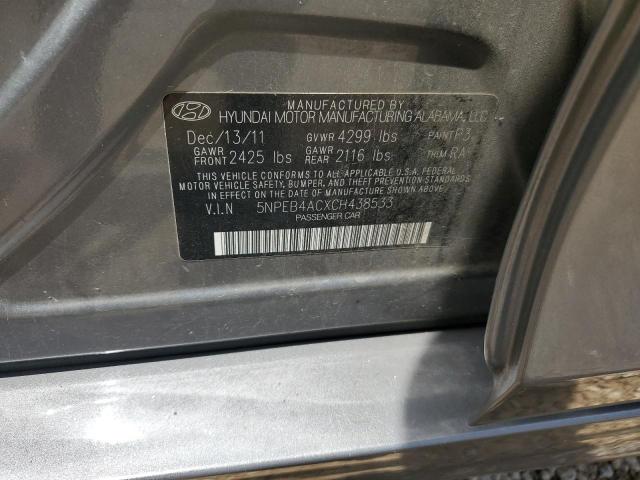 MANUFACTURED BY
HYUNDAI MOTOR MANUFACTURING ALABAMA, LLC
Dec/13/11 GVWR 4299 lbs PAINT P3
GAWR FRONT 2425 lbs GAWR REAR 2116 lbs TRIM RA
THIS VEHICLE CONFORMS TO ALL APPLICABLE U.S.A. FEDERAL
MOTOR VEHICLE SAFETY, BUMPER, AND THEFT PREVENTION STANDARDS
IN EFFECT ON THE DATE OF MANUFACTURE SHOWN ABOVE.
V.I.N 5NPEB4ACXCH438533
PASSENGER CAR